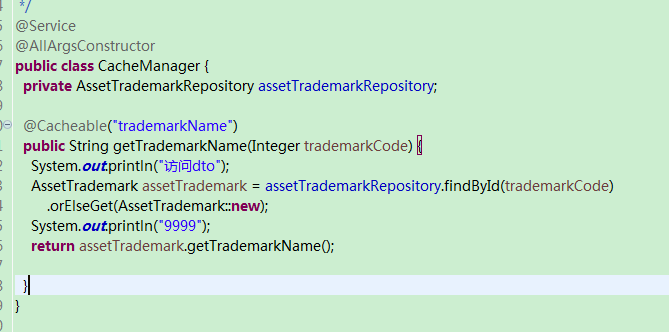 */
@Service
@AllArgsConstructor
public class CacheManager {
private AssetTrademarkRepository assetTrademarkRepository;
@Cacheable("trademarkName")
public String getTrademarkName(Integer trademarkCode) {
System.out.println("访问dto");
AssetTrademark assetTrademark = assetTrademarkRepository.findById(trademarkCode)
.orElseGet(AssetTrademark::new);
System.out.println("9999");
return assetTrademark.getTrademarkName();
}
}